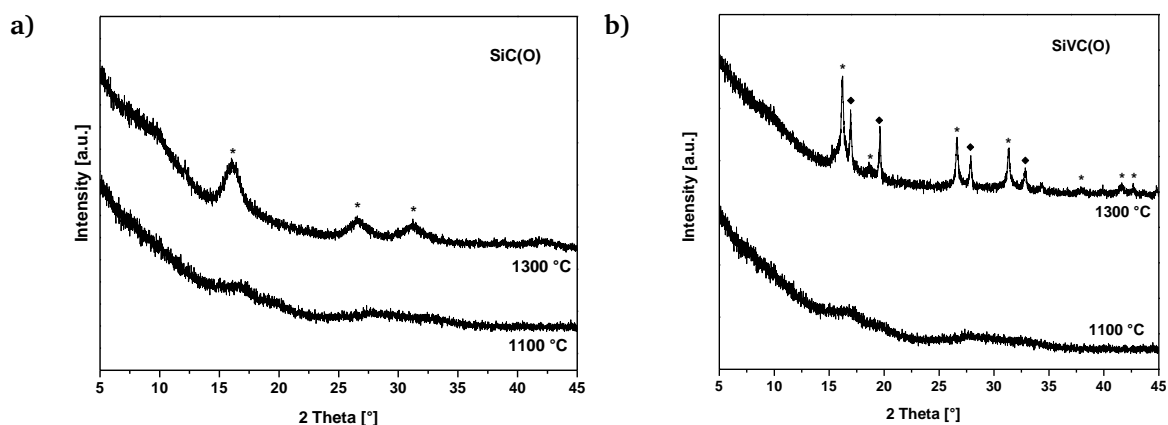 a)
SiC(O)
Intensity [a.u.]
*
*
*
1300 °C
1100 °C
5 10 15 20 25 30 35 40 45
2 Theta [°]
b)
SiVC(O)
Intensity [a.u.]
*
◆
*
◆
*
◆
*
◆
*
*
*
1300 °C
1100 °C
5 10 15 20 25 30 35 40 45
2 Theta [°]